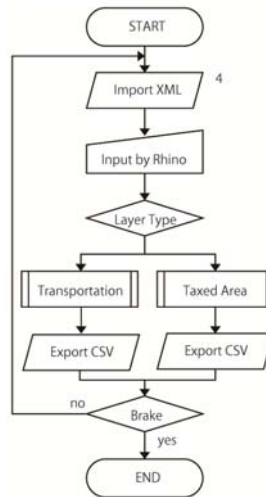 START
Import XML
4
Input by Rhino
Layer Type
Transportation
Taxed Area
Export CSV
Export CSV
no
Brake
yes
END